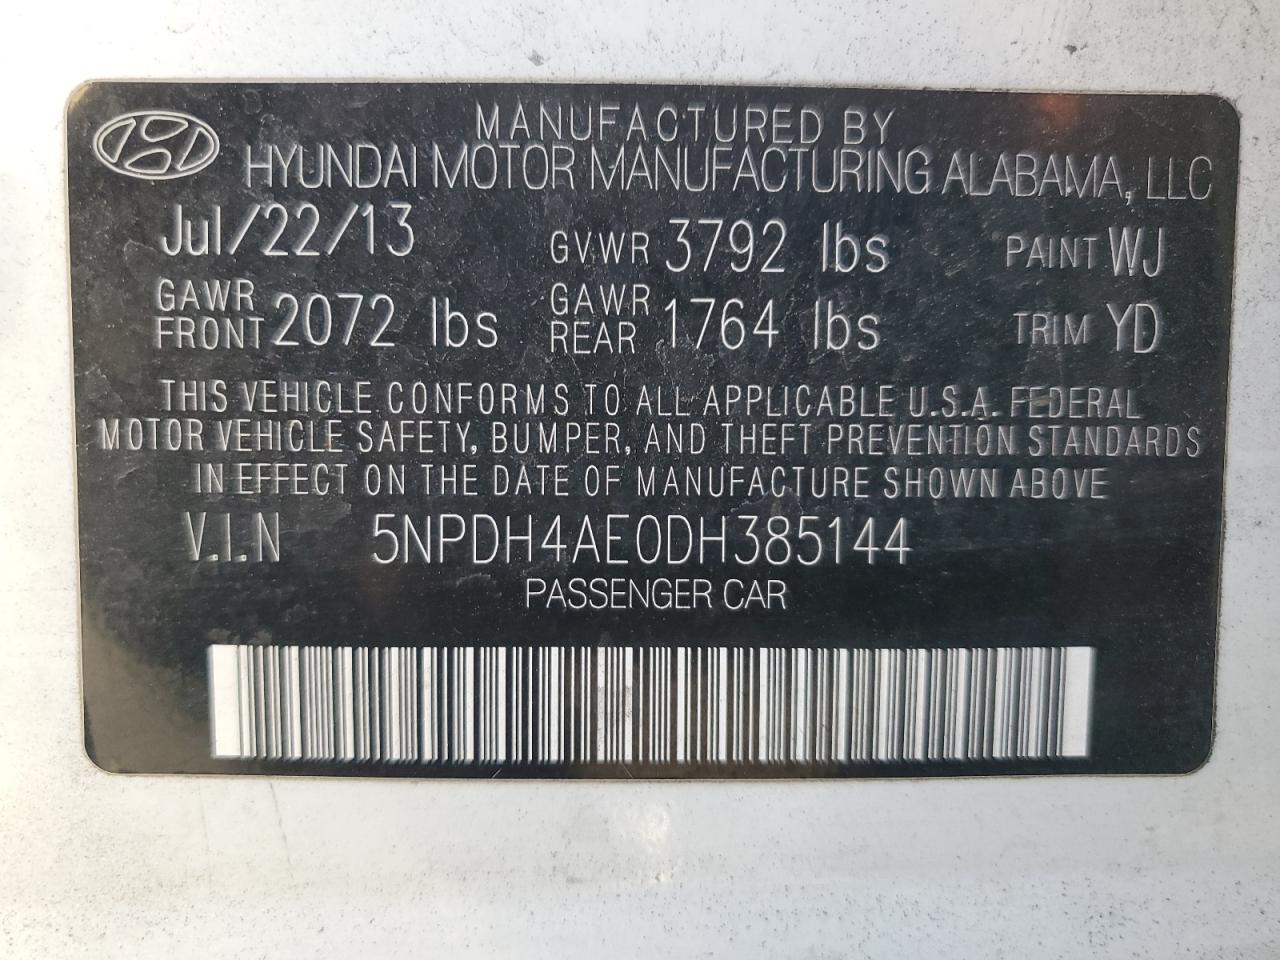 MANUFACTURED BY
HYUNDAI MOTOR MANUFACTURING ALABAMA, LLC
Jul/22/13 GVWR 3792 lbs PAINT WJ
GAWR FRONT 2072 lbs GAWR REAR 1764 lbs TRIM YD
THIS VEHICLE CONFORMS TO ALL APPLICABLE U.S.A. FEDERAL
MOTOR VEHICLE SAFETY, BUMPER, AND THEFT PREVENTION STANDARDS
IN EFFECT ON THE DATE OF MANUFACTURE SHOWN ABOVE
V.I.N 5NPDH4AE0DH385144
PASSENGER CAR